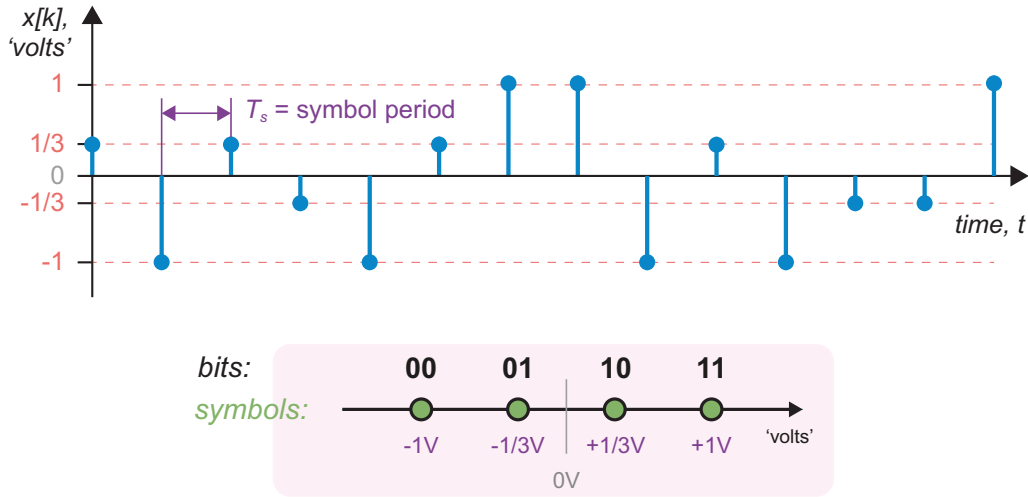 x[k],
‘volts’
1
T_s = symbol period
1/3
0
-1/3
time, t
-1
bits: 00 01 10 11
symbols:
-1V -1/3V +1/3V +1V ‘volts’
0V